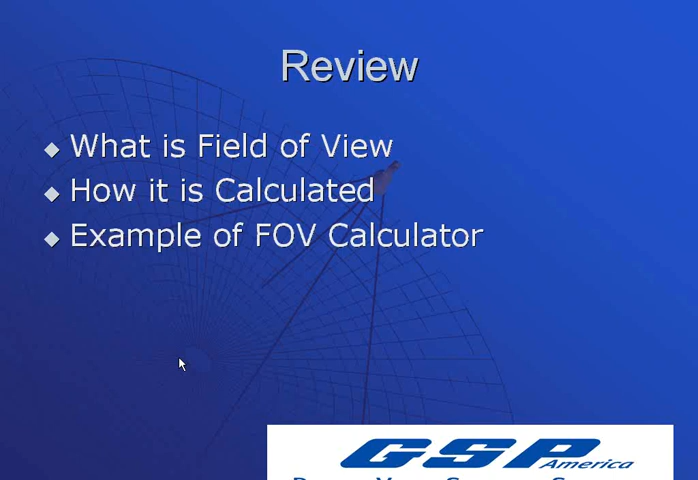 Review
What is Field of View
How it is Calculated
Example of FOV Calculator
GSP America